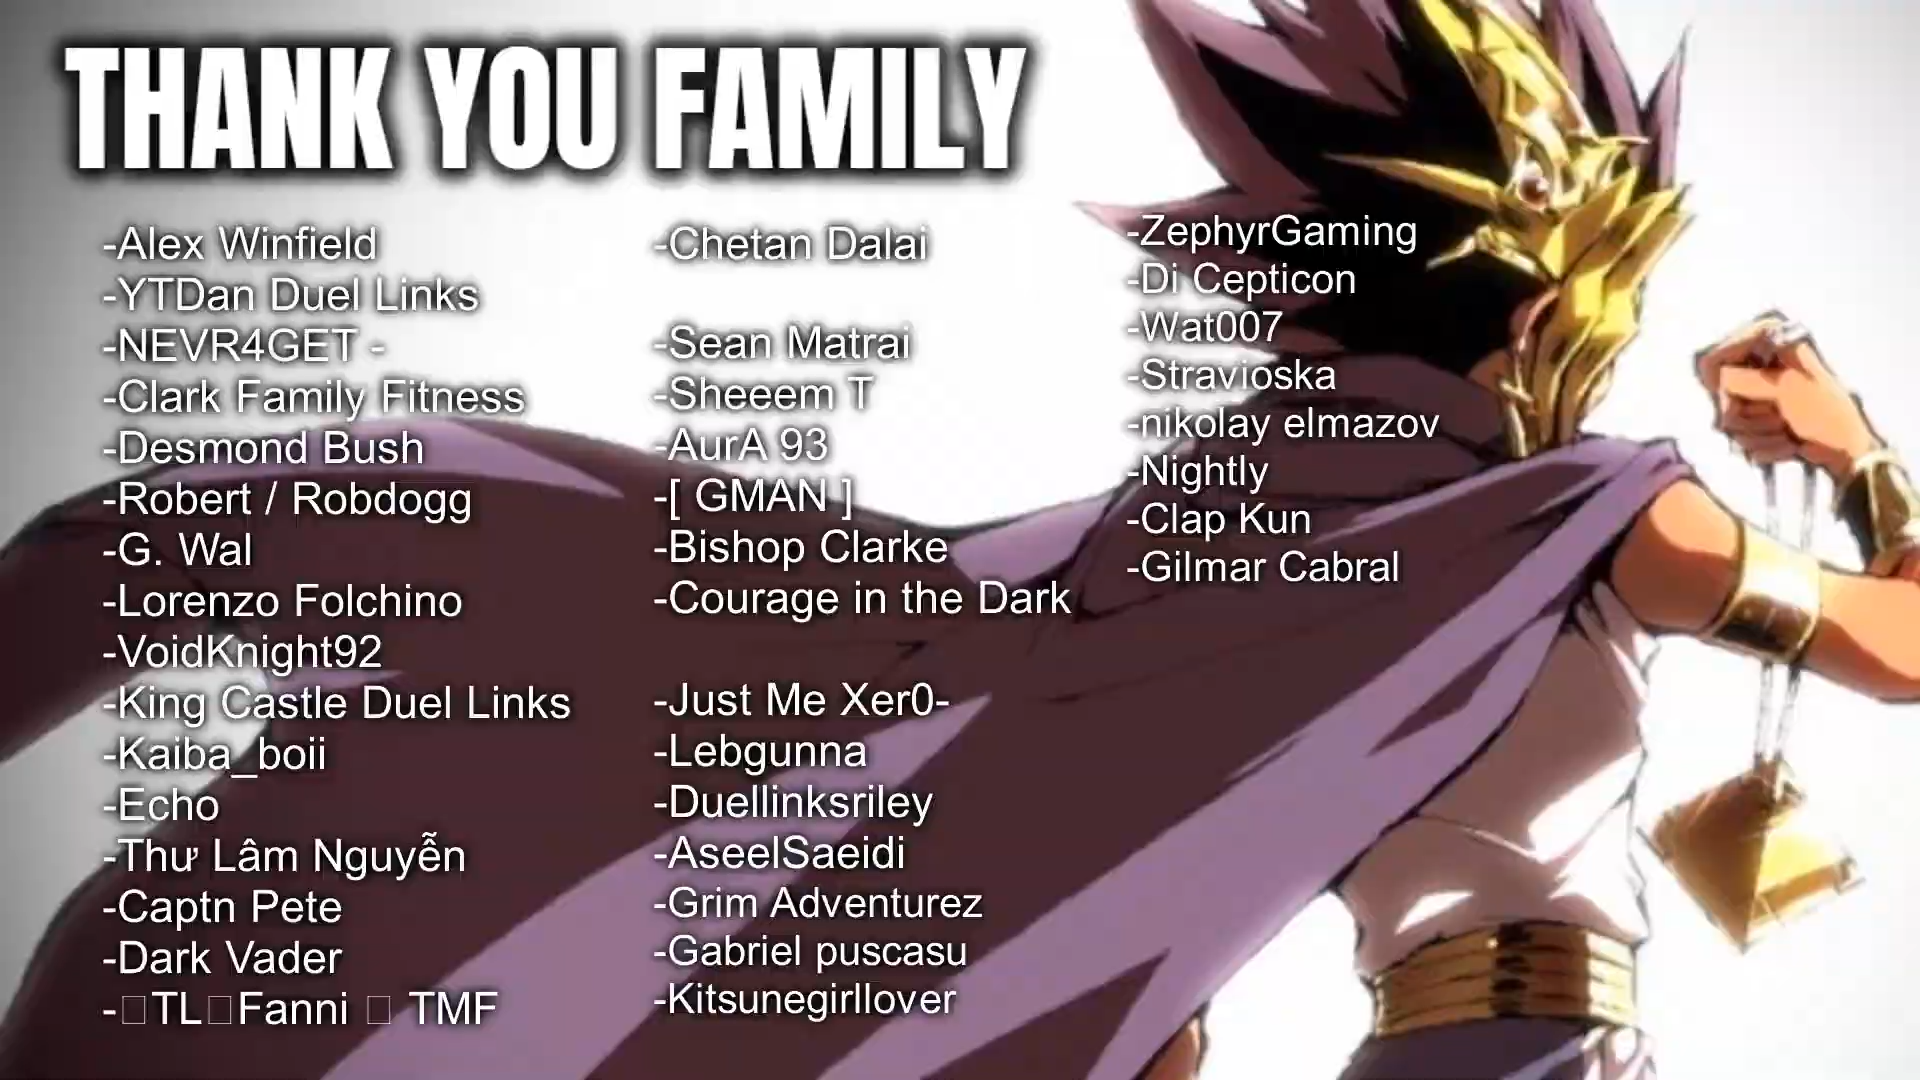 THANK YOU FAMILY
-Alex Winfield
-YTDan Duel Links
-NEVR4GET -
-Clark Family Fitness
-Desmond Bush
-Robert / Robdogg
-G. Wal
-Lorenzo Folchino
-VoidKnight92
-King Castle Duel Links
-Kaiba_boii
-Echo
-Thư Lâm Nguyễn
-Captn Pete
-Dark Vader
-□TL□Fanni □ TMF
-Chetan Dalai
-Sean Matrai
-Sheeem T
-AurA 93
-[ GMAN ]
-Bishop Clarke
-Courage in the Dark
-Just Me Xer0-
-Lebgunna
-Duellinksriley
-AseelSaeidi
-Grim Adventurez
-Gabriel puscasu
-Kitsunegirllover
-ZephyrGaming
-Di Cepticon
-Wat007
-Stravioska
-nikolay elmazov
-Nightly
-Clap Kun
-Gilmar Cabral